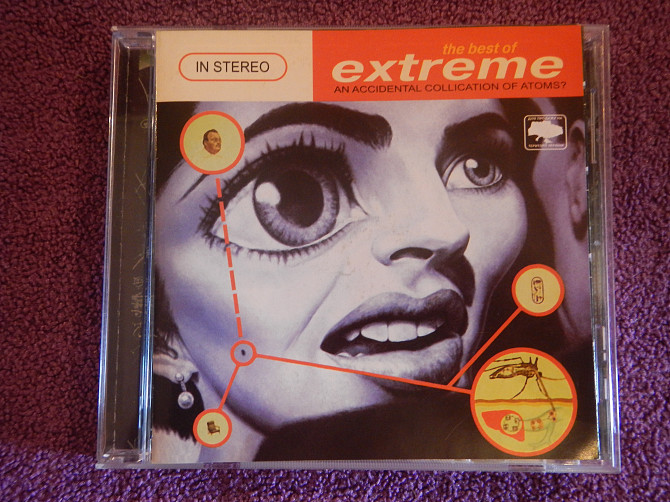 IN STEREO
the best of
extreme
AN ACCIDENTAL COLLICATION OF ATOMS?